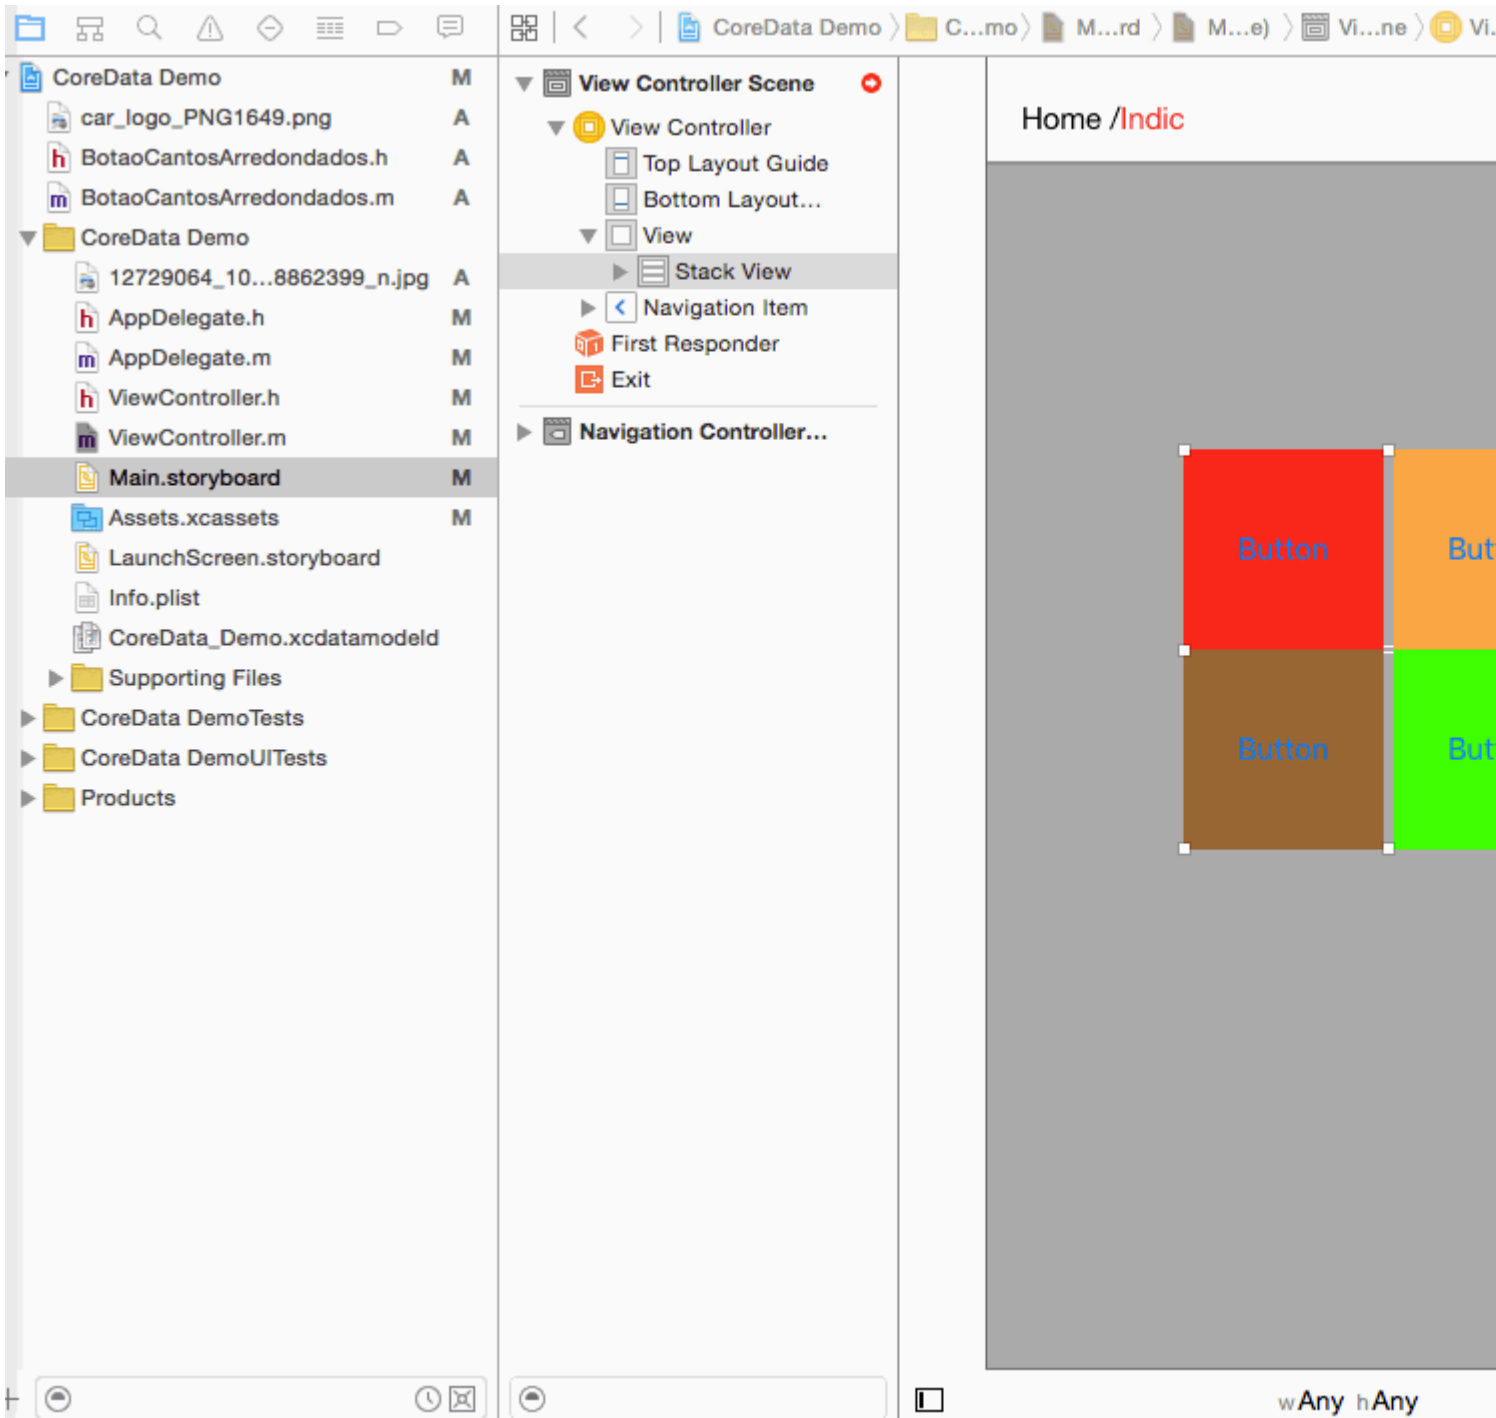 CoreData Demo C...mo M...rd M...e) Vi...ne Vi...
CoreData Demo M
car_logo_PNG1649.png A
BotaoCantosArredondados.h A
BotaoCantosArredondados.m A
CoreData Demo
12729064_10...8862399_n.jpg A
AppDelegate.h M
AppDelegate.m M
ViewController.h M
ViewController.m M
Main.storyboard M
Assets.xcassets M
LaunchScreen.storyboard
Info.plist
CoreData_Demo.xcdatamodeld
Supporting Files
CoreData DemoTests
CoreData DemoUITests
Products
View Controller Scene
View Controller
Top Layout Guide
Bottom Layout...
View
Stack View
Navigation Item
First Responder
Exit
Navigation Controller...
Home /Indic
Button But
Button But
wAny hAny